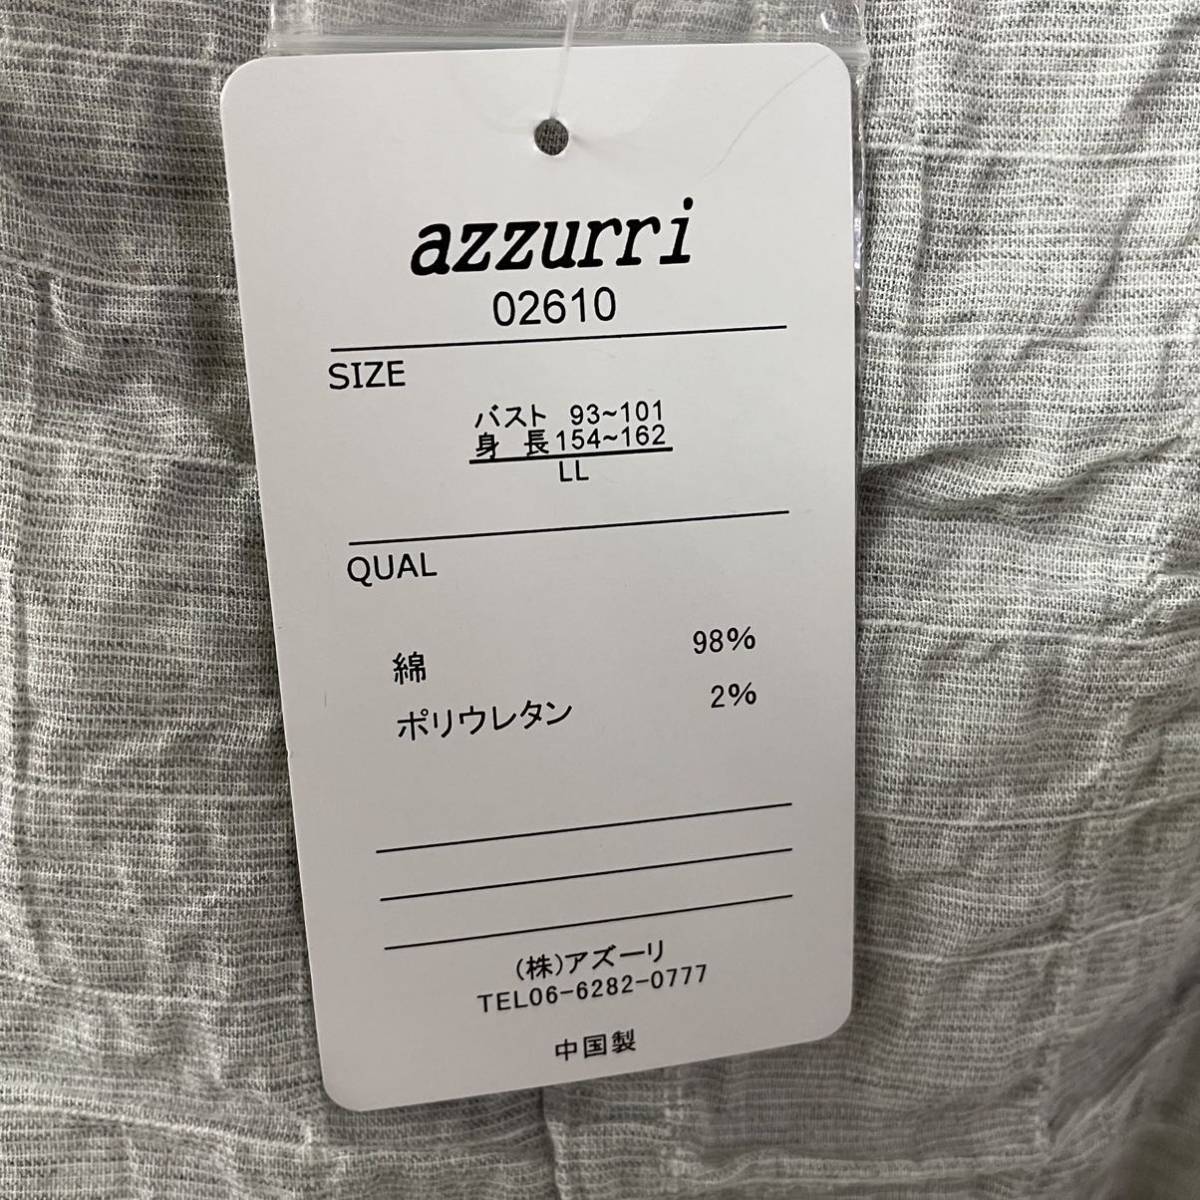 azzurri
02610
SIZE
バスト 93~101
身 長 154~162
LL
QUAL
綿 98%
ポリウレタン 2%
(株)アズーリ
TEL06-6282-0777
中国製